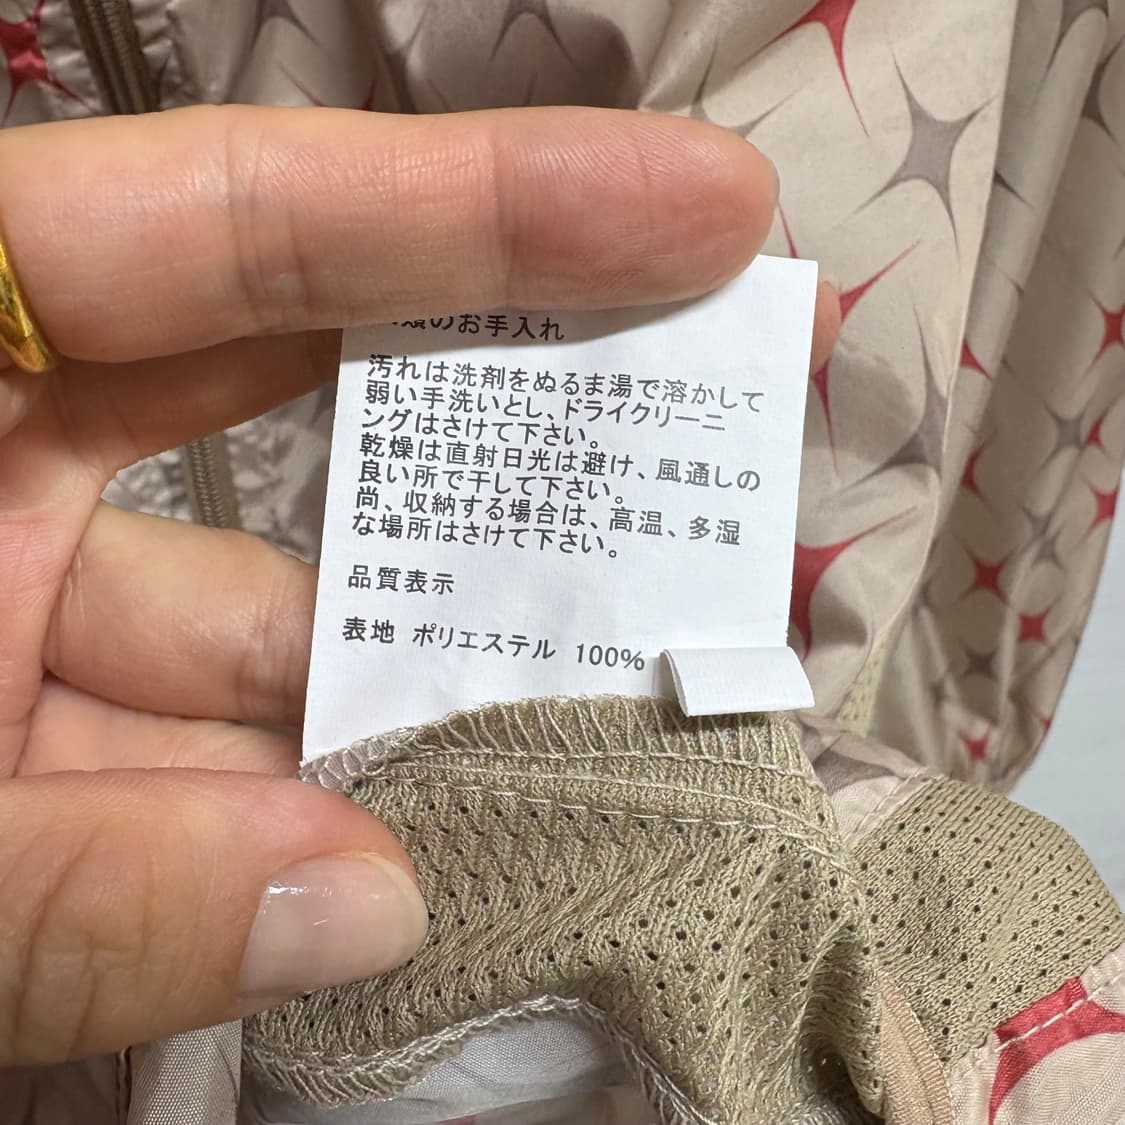 類のお手入れ
汚れは洗剤をぬるま湯で溶かして
弱い手洗いとし、ドライクリーニ
ングはさけて下さい。
乾燥は直射日光は避け、風通しの
良い所で干して下さい。
尚、収納する場合は、高温、多湿
な場所はさけて下さい。
品質表示
表地 ポリエステル 100%